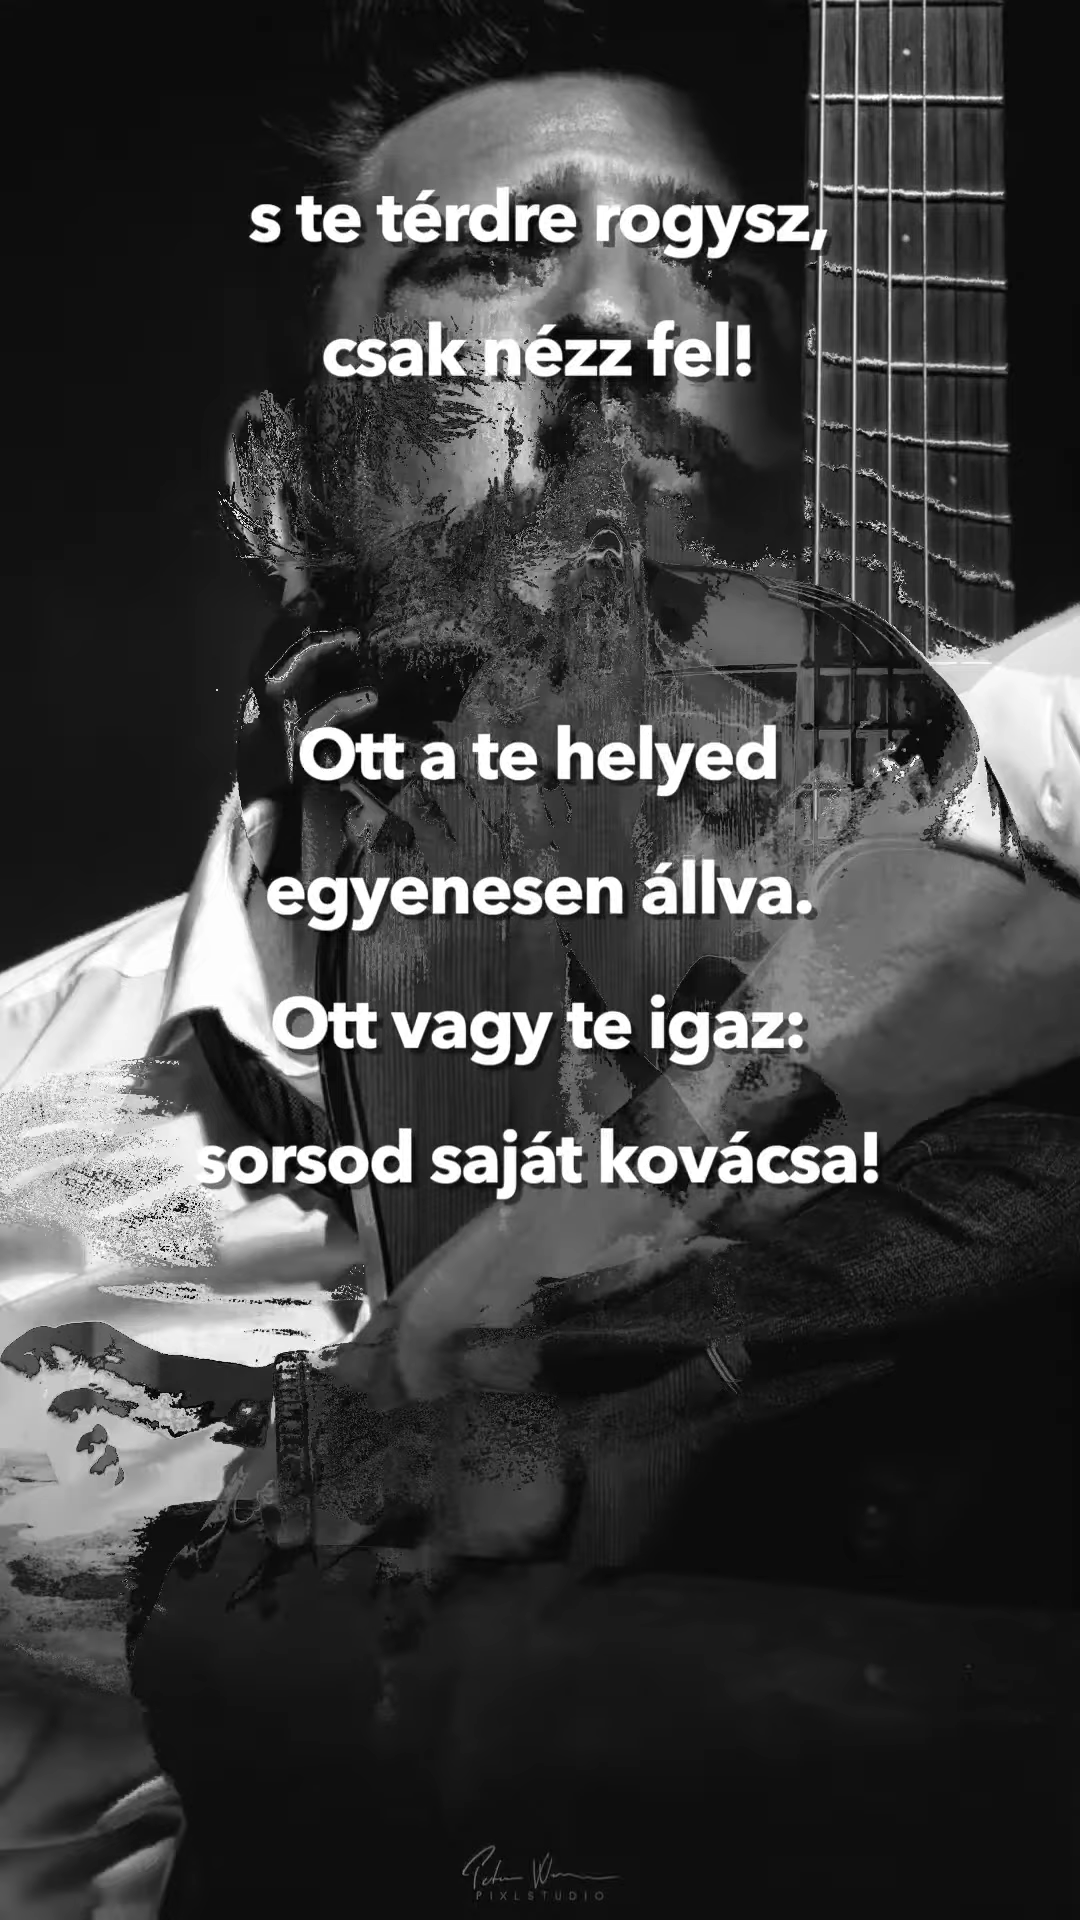 s te térdre rogysz,
csak nézz fel!
Ott a te helyed
egyenesen állva.
Ott vagy te igaz:
sorsod saját kovácsa!
PIXLSTUDIO